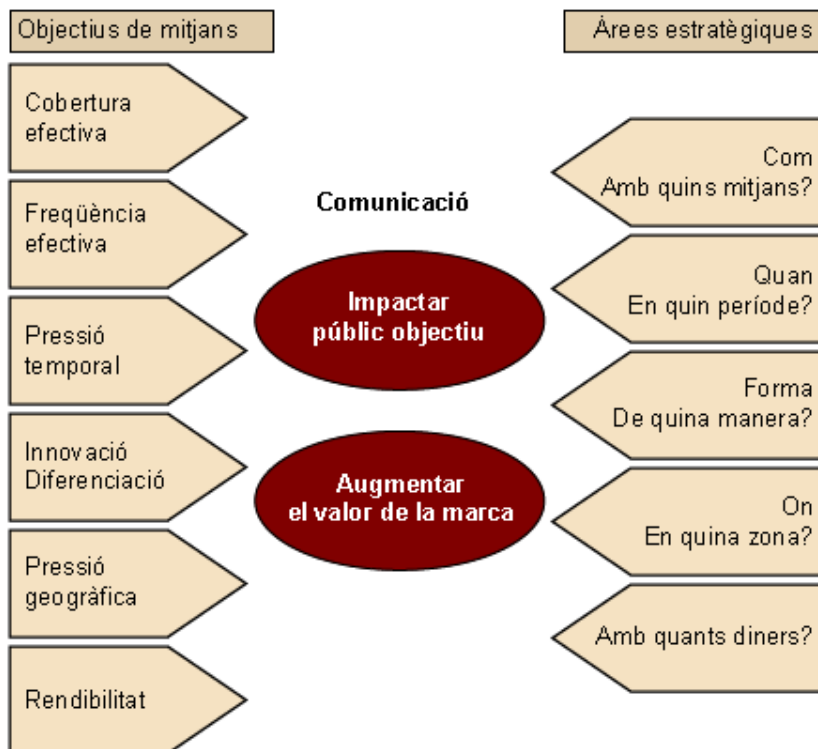 Objectius de mitjans
Cobertura
efectiva
Freqüència
efectiva
Pressió
temporal
Innovació
Diferenciació
Pressió
geogràfica
Rendibilitat
Comunicació
Impactar
públic objectiu
Augmentar
el valor de la marca
Àrees estratègiques
Com
Amb quins mitjans?
Quan
En quin període?
Forma
De quina manera?
On
En quina zona?
Amb quants diners?